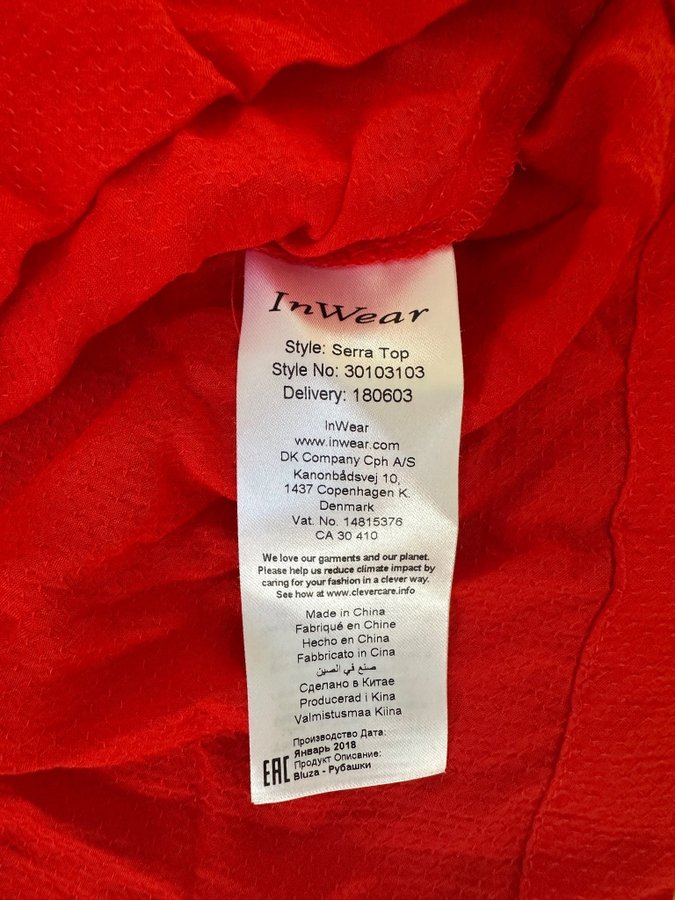 InWear
Style: Serra Top
Style No: 30103103
Delivery: 180603
InWear
www.inwear.com
DK Company Cph A/S
Kanonbådsvej 10,
1437 Copenhagen K.
Denmark
Vat. No. 14815376
CA 30 410
We love our garments and our planet.
Please help us reduce climate impact by
caring for your fashion in a clever way.
See how at www.clevercare.info
Made in China
Fabriqué en Chine
Hecho en China
Fabbricato in Cina
صنع في الصين
Сделано в Китае
Producerad i Kina
Valmistusmaa Kiina
Производство Дата:
Январь 2018
EAC Продукт Описание:
Bluza - Рубашки